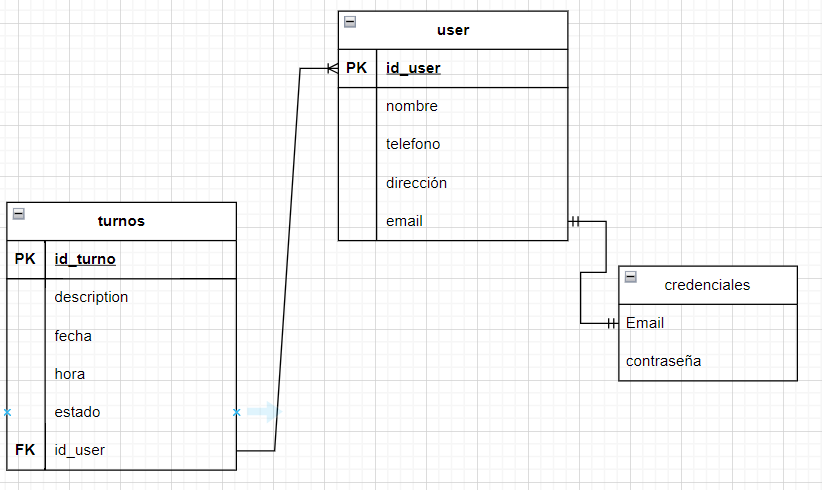 user
PK id_user
nombre
telefono
dirección
email
turnos
PK id_turno
description
fecha
hora
estado
FK id_user
credenciales
Email
contraseña